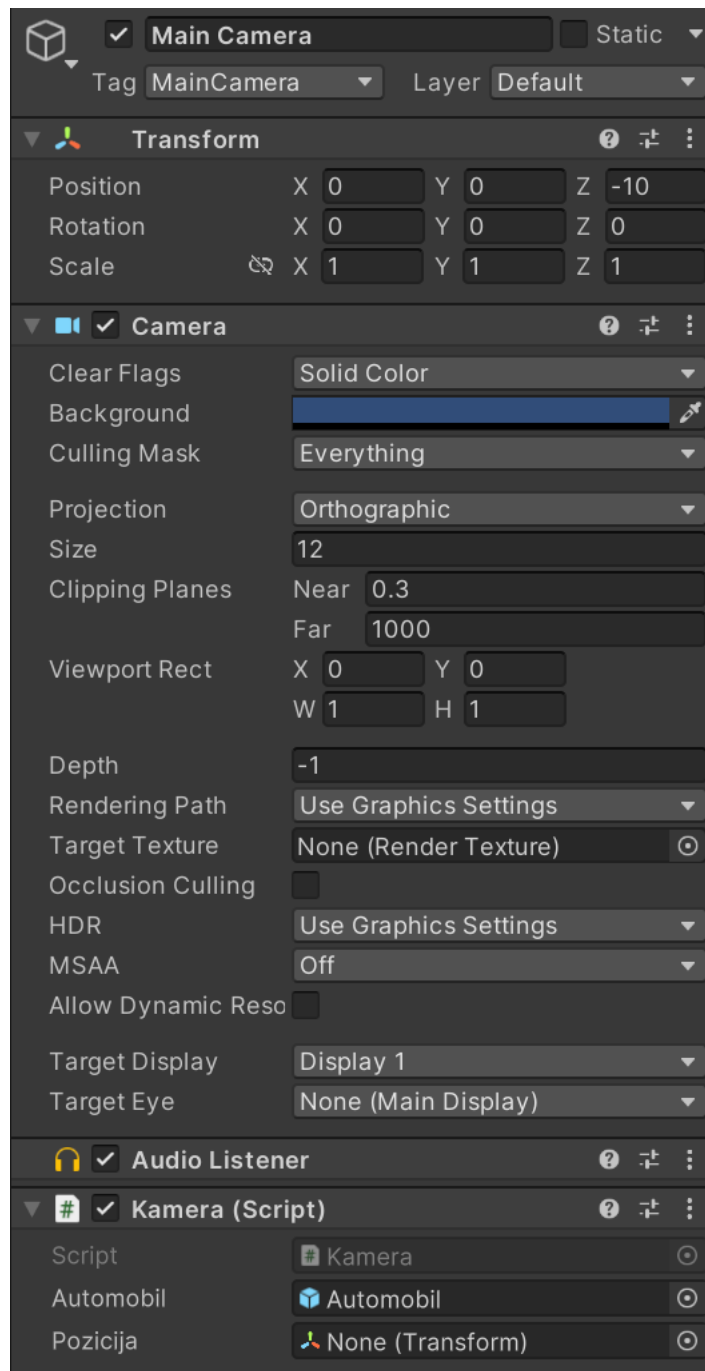 Main Camera Static
Tag MainCamera Layer Default
Transform
Position X 0 Y 0 Z -10
Rotation X 0 Y 0 Z 0
Scale X 1 Y 1 Z 1
Camera
Clear Flags Solid Color
Background
Culling Mask Everything
Projection Orthographic
Size 12
Clipping Planes Near 0.3
Far 1000
Viewport Rect X 0 Y 0
W 1 H 1
Depth -1
Rendering Path Use Graphics Settings
Target Texture None (Render Texture)
Occlusion Culling
HDR Use Graphics Settings
MSAA Off
Allow Dynamic Reso
Target Display Display 1
Target Eye None (Main Display)
Audio Listener
# Kamera (Script)
Script # Kamera
Automobil Automobil
Pozicija None (Transform)